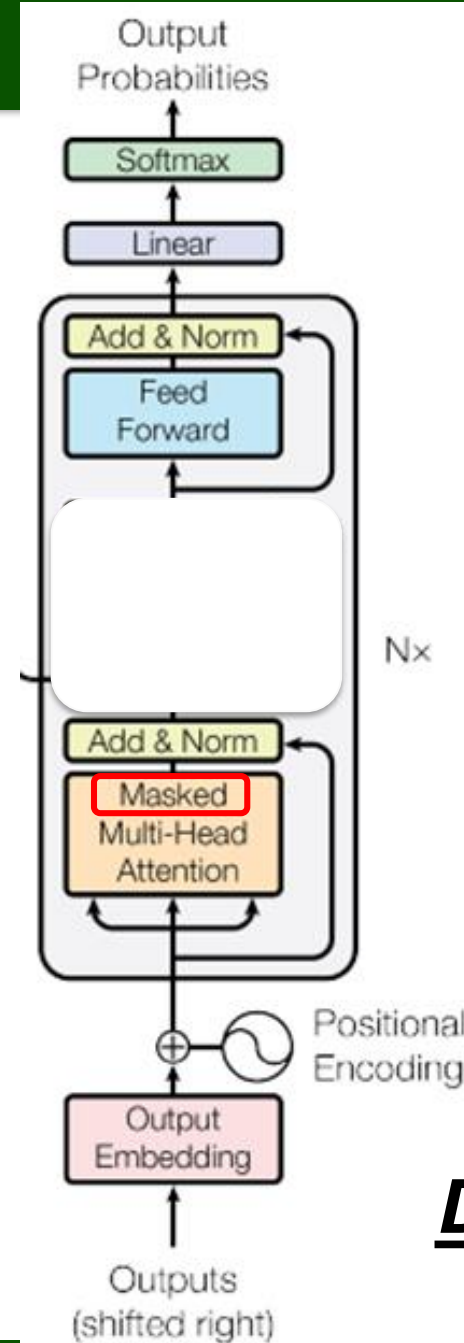 Output
Probabilities
Softmax
Linear
Add & Norm
Feed
Forward
N×
Add & Norm
Masked
Multi-Head
Attention
Positional
Encoding
Output
Embedding
Outputs
(shifted right)